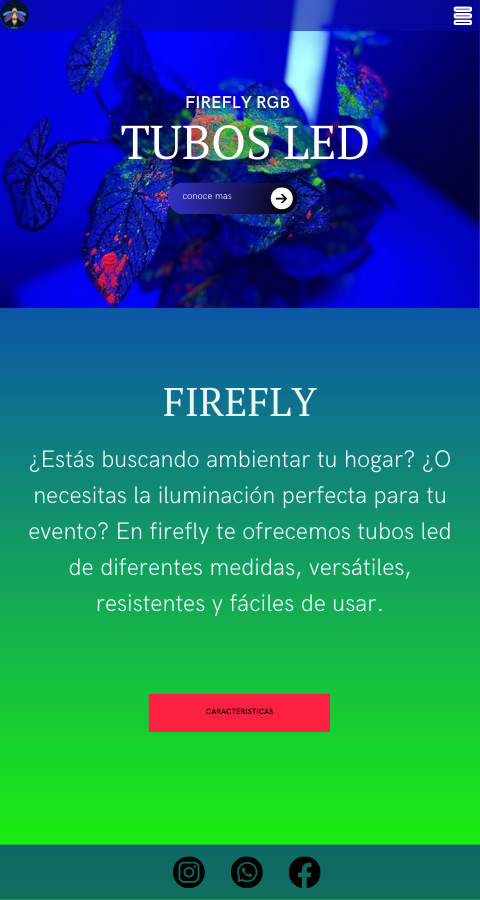 FIREFLY RGB
TUBOS LED
conoce mas
FIREFLY
¿Estás buscando ambientar tu hogar? ¿O
necesitas la iluminación perfecta para tu
evento? En firefly te ofrecemos tubos led
de diferentes medidas, versátiles,
resistentes y fáciles de usar.
CARACTERISTICAS